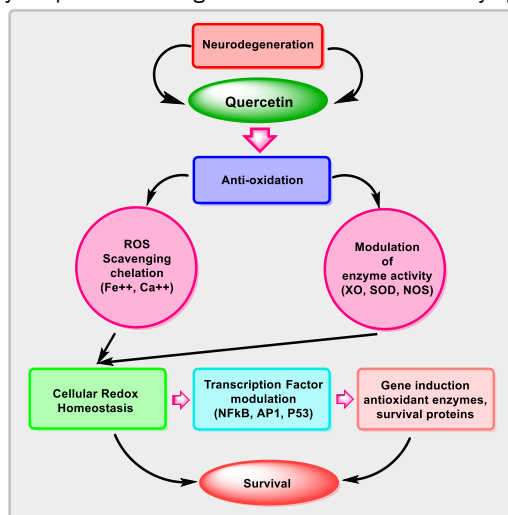 Neurodegeneration
Quercetin
Anti-oxidation
ROS
Scavenging
chelation
(Fe++, Ca++)
Modulation
of
enzyme activity
(XO, SOD, NOS)
Cellular Redox
Homeostasis
Transcription Factor
modulation
(NFkB, AP1, P53)
Gene induction
antioxidant enzymes,
survival proteins
Survival